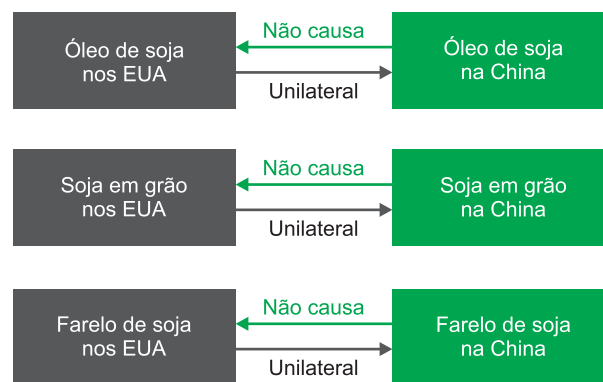 Não causa
Óleo de soja
nos EUA
Óleo de soja
na China
Unilateral
Não causa
Soja em grão
nos EUA
Soja em grão
na China
Unilateral
Não causa
Farelo de soja
nos EUA
Farelo de soja
na China
Unilateral